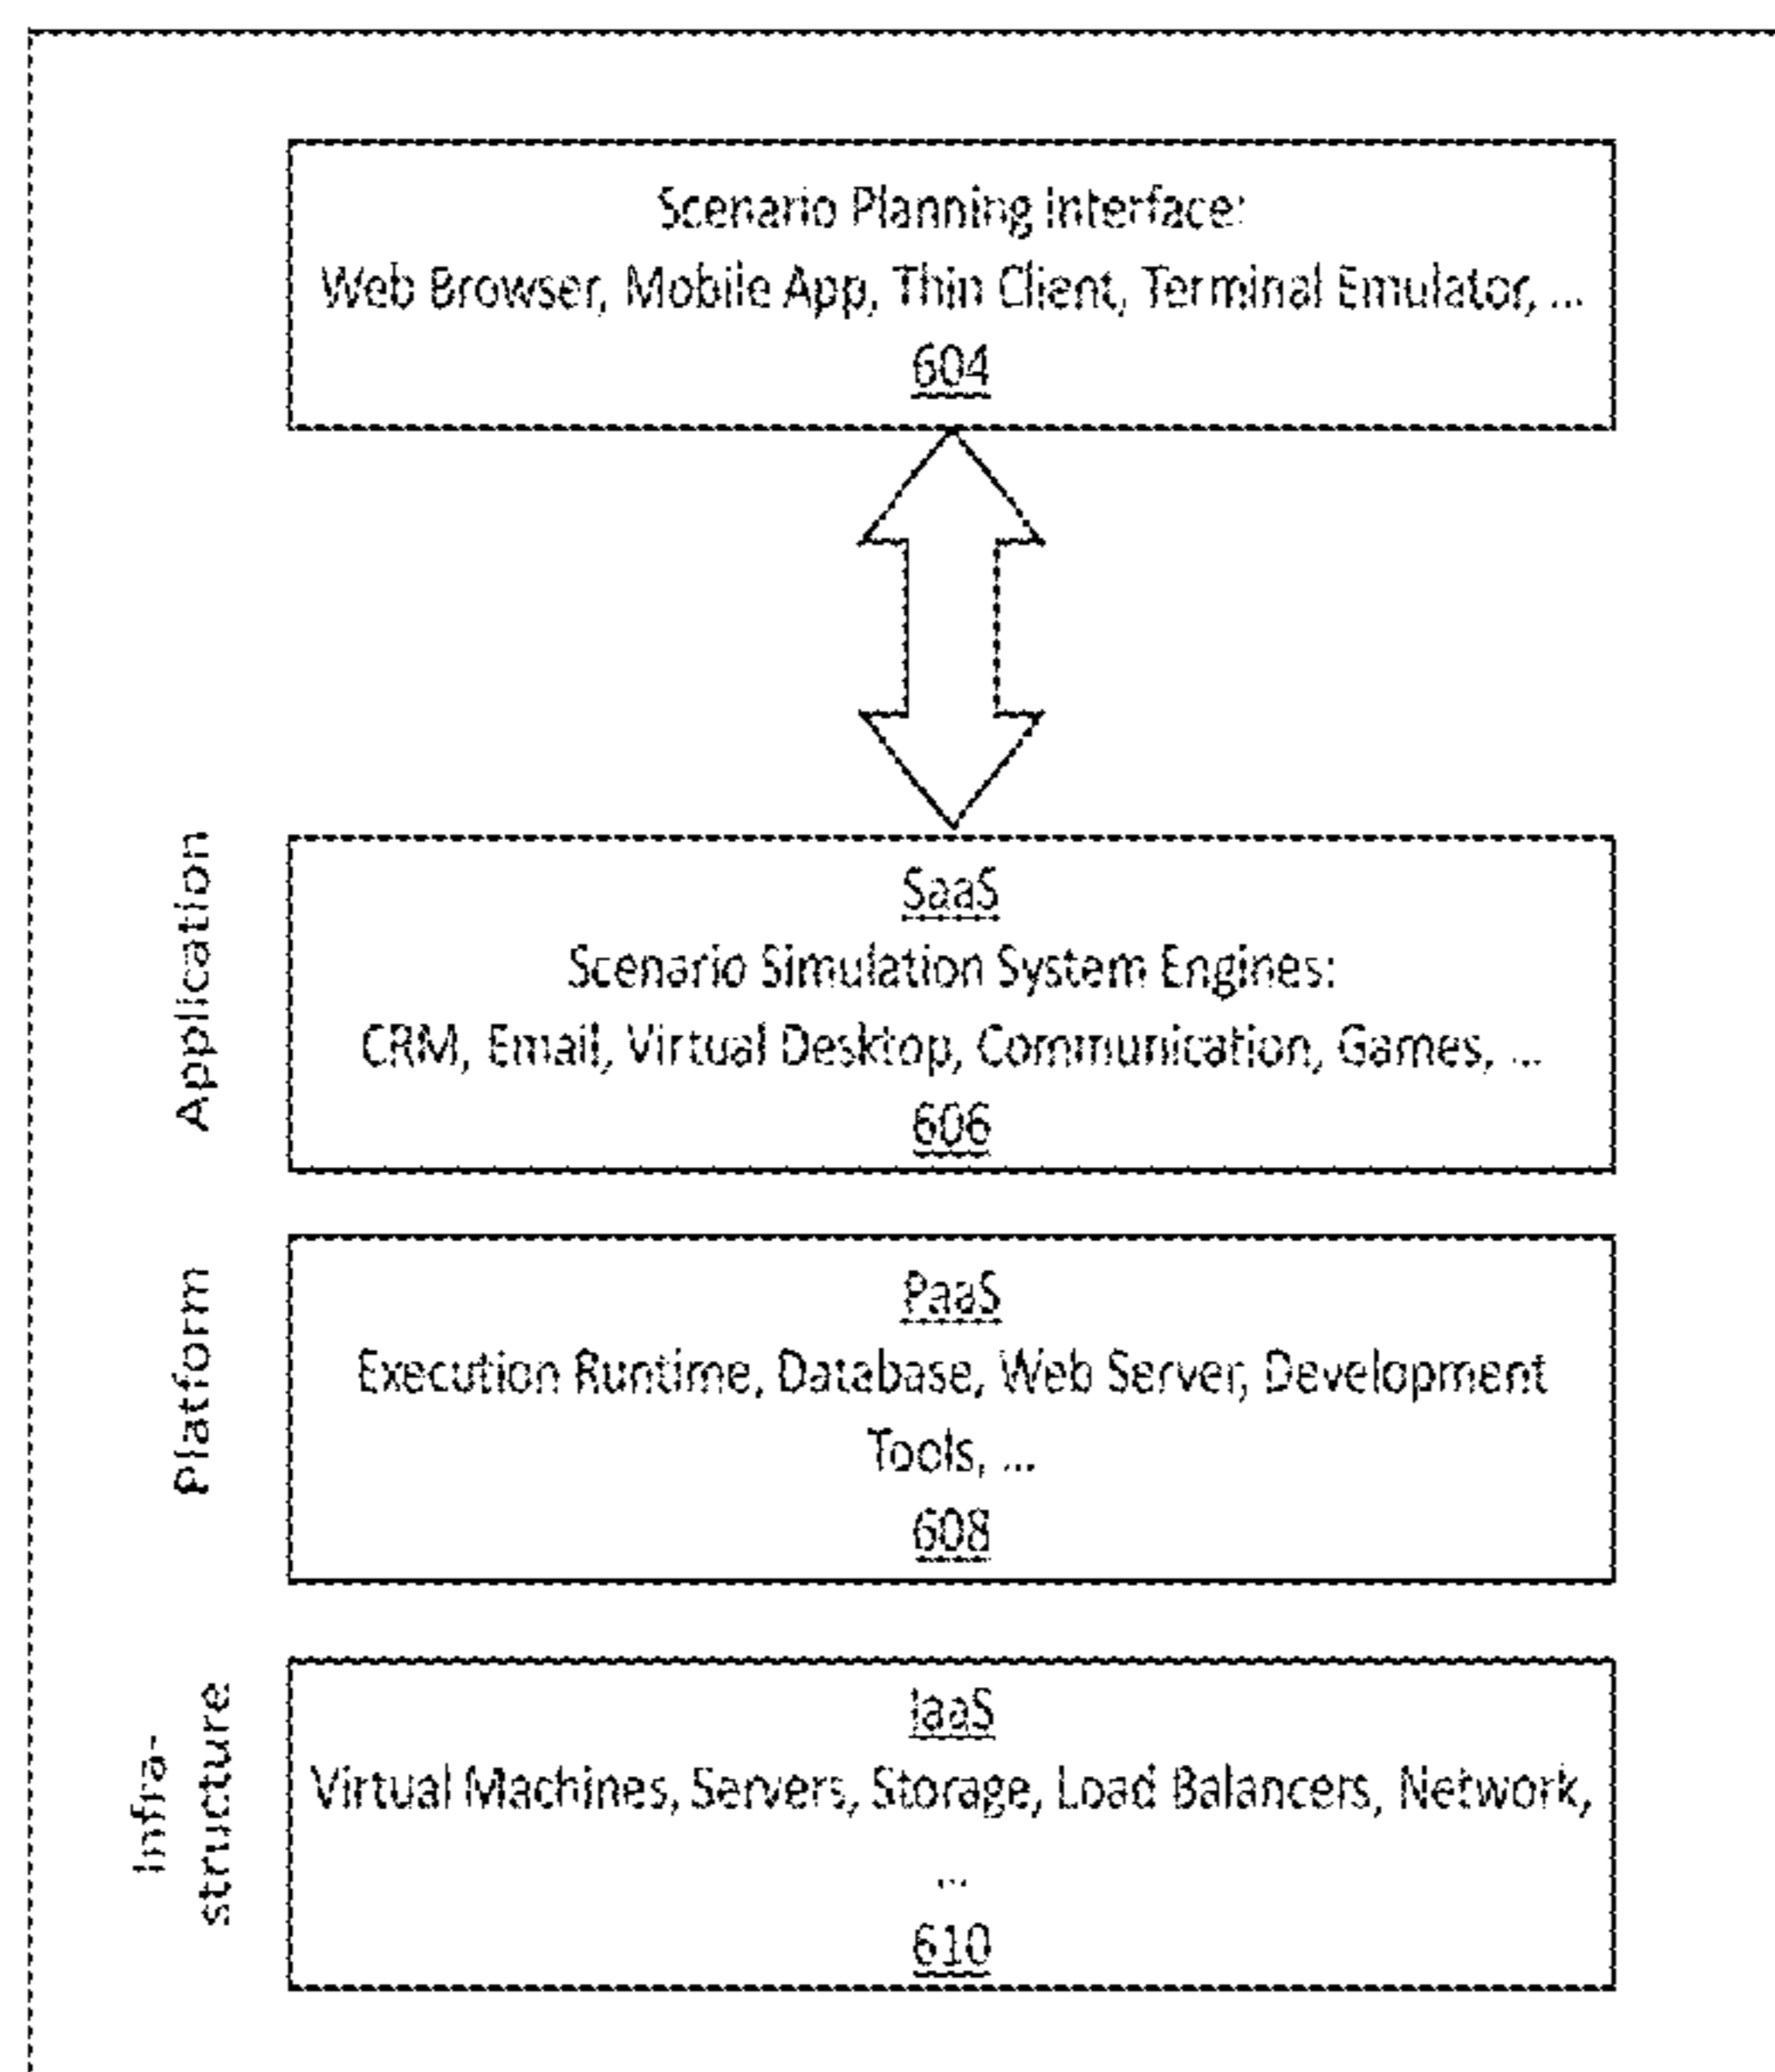 Scenario Planning Interface:
Web Browser, Mobile App, Thin Client, Terminal Emulator, ...
604
Application
SaaS
Scenario Simulation System Engines:
CRM, Email, Virtual Desktop, Communication, Games, ...
606
Platform
PaaS
Execution Runtime, Database, Web Server, Development
Tools, ...
608
Infra-
structure
IaaS
Virtual Machines, Servers, Storage, Load Balancers, Network,
...
610